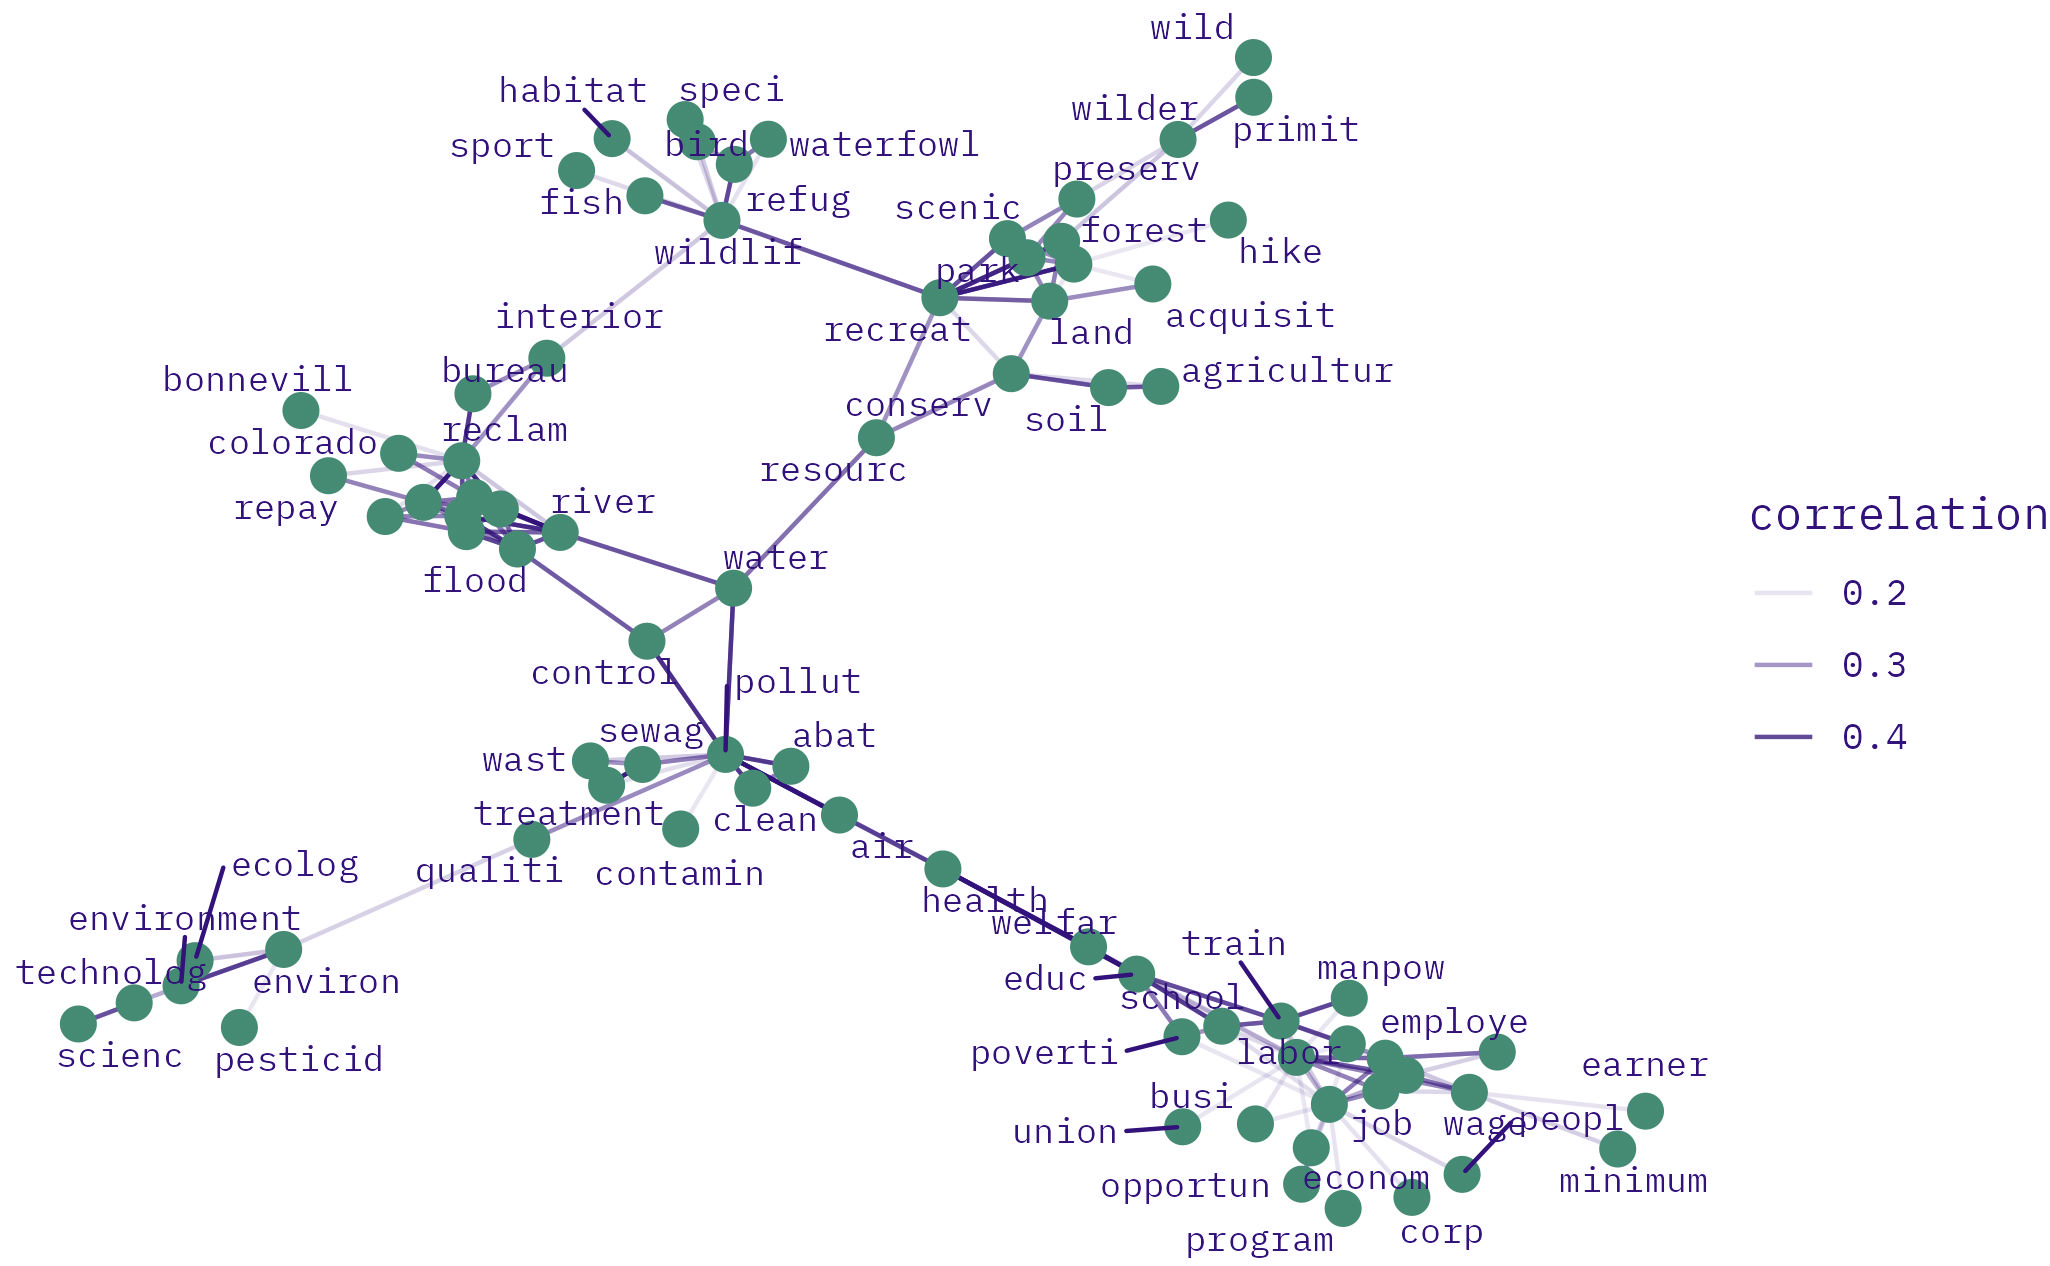 wild
habitat
speci
wilder
primit
sport
bird
waterfowl
preserv
fish
refug
scenic
forest
wildlif
hike
park
interior
recreat
land
acquisit
bonnevill
bureau
agricultur
conserv
colorado
reclam
soil
resourc
repay
river
correlation
water
flood
0.2
control
pollut
0.3
sewag
abat
0.4
wast
treatment
clean
air
ecolog
qualiti
contamin
health
environment
welfar
train
technolog
environ
educ
school
manpow
employe
scienc
pesticid
poverti
labor
earner
busi
union
job
wage
peopl
opportun
econom
minimum
program
corp